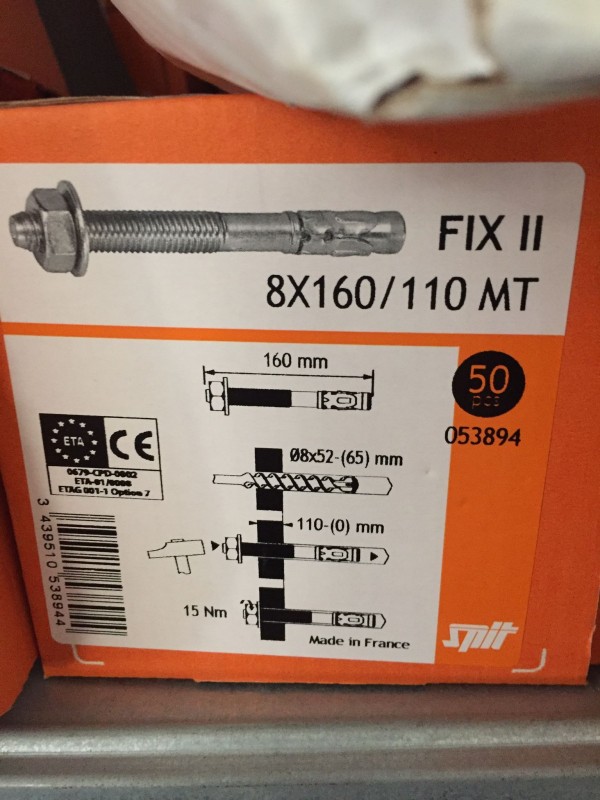 FIX II
8X160/110 MT
160 mm
50
pcs
053894
ETA
CE
0679-CPD-0002
ETA-01/0008
ETAG 001-1 Option 7
Ø8x52-(65) mm
110-(0) mm
15 Nm
Made in France
Spit
3 439510 538944